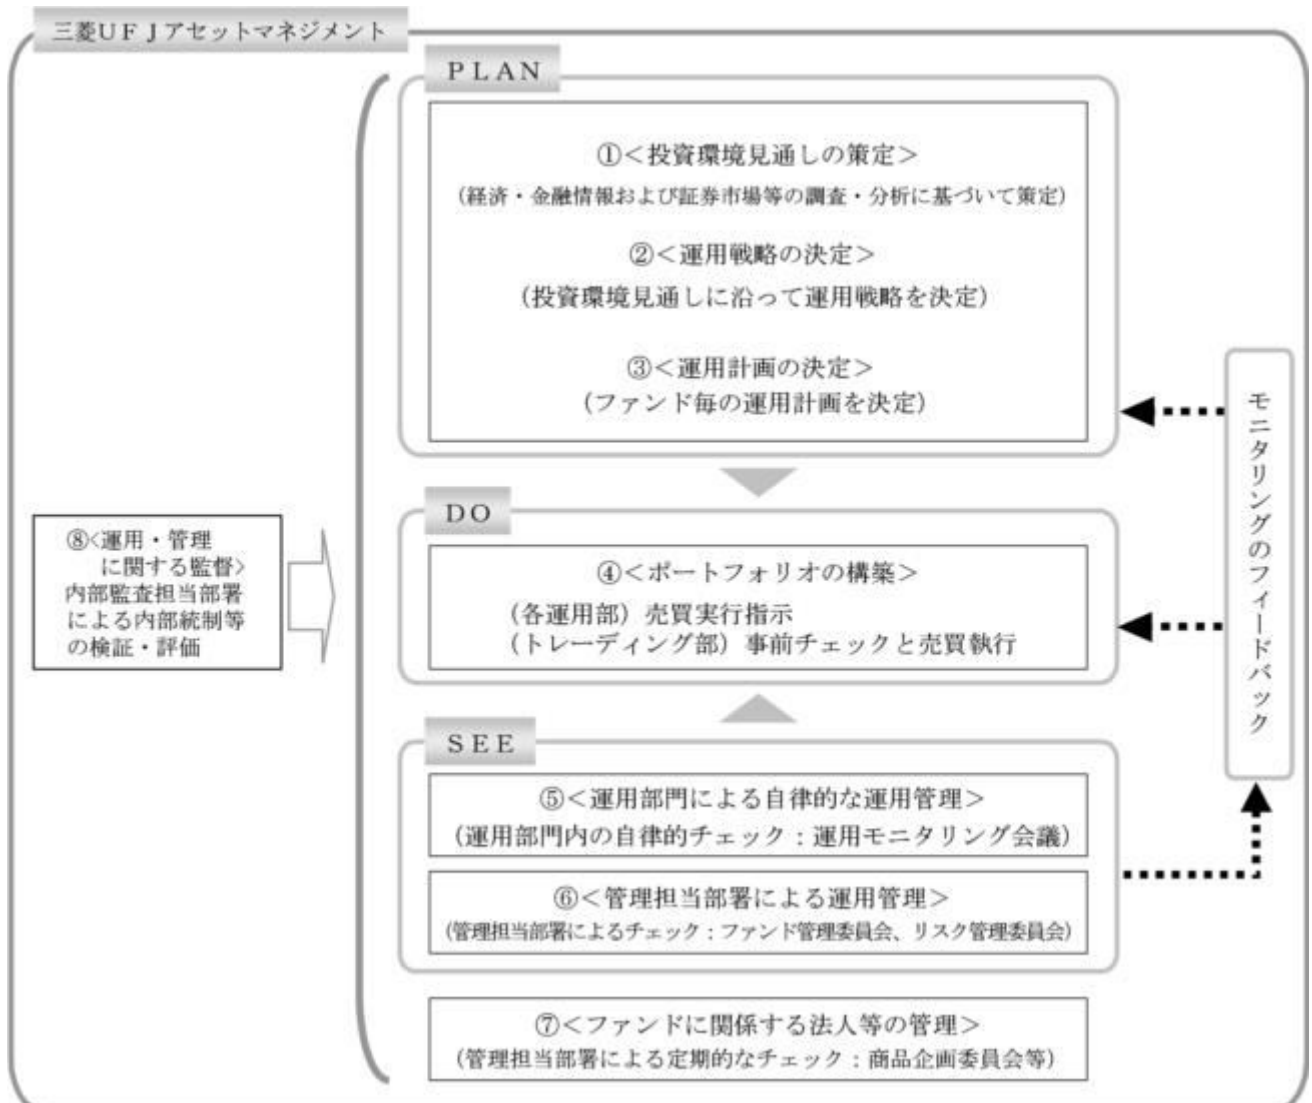 三菱ＵＦＪアセットマネジメント
ＰＬＡＮ
①＜投資環境見通しの策定＞
（経済・金融情報および証券市場等の調査・分析に基づいて策定）
②＜運用戦略の決定＞
（投資環境見通しに沿って運用戦略を決定）
③＜運用計画の決定＞
（ファンド毎の運用計画を決定）
ＤＯ
④＜ポートフォリオの構築＞
（各運用部）売買実行指示
（トレーディング部）事前チェックと売買執行
ＳＥＥ
⑤＜運用部門による自律的な運用管理＞
（運用部門内の自律的チェック：運用モニタリング会議）
⑥＜管理担当部署による運用管理＞
（管理担当部署によるチェック：ファンド管理委員会、リスク管理委員会）
⑦＜ファンドに関係する法人等の管理＞
（管理担当部署による定期的なチェック：商品企画委員会等）
⑧<運用・管理
に関する監督>
内部監査担当部署
による内部統制等
の検証・評価
モニタリングのフィードバック